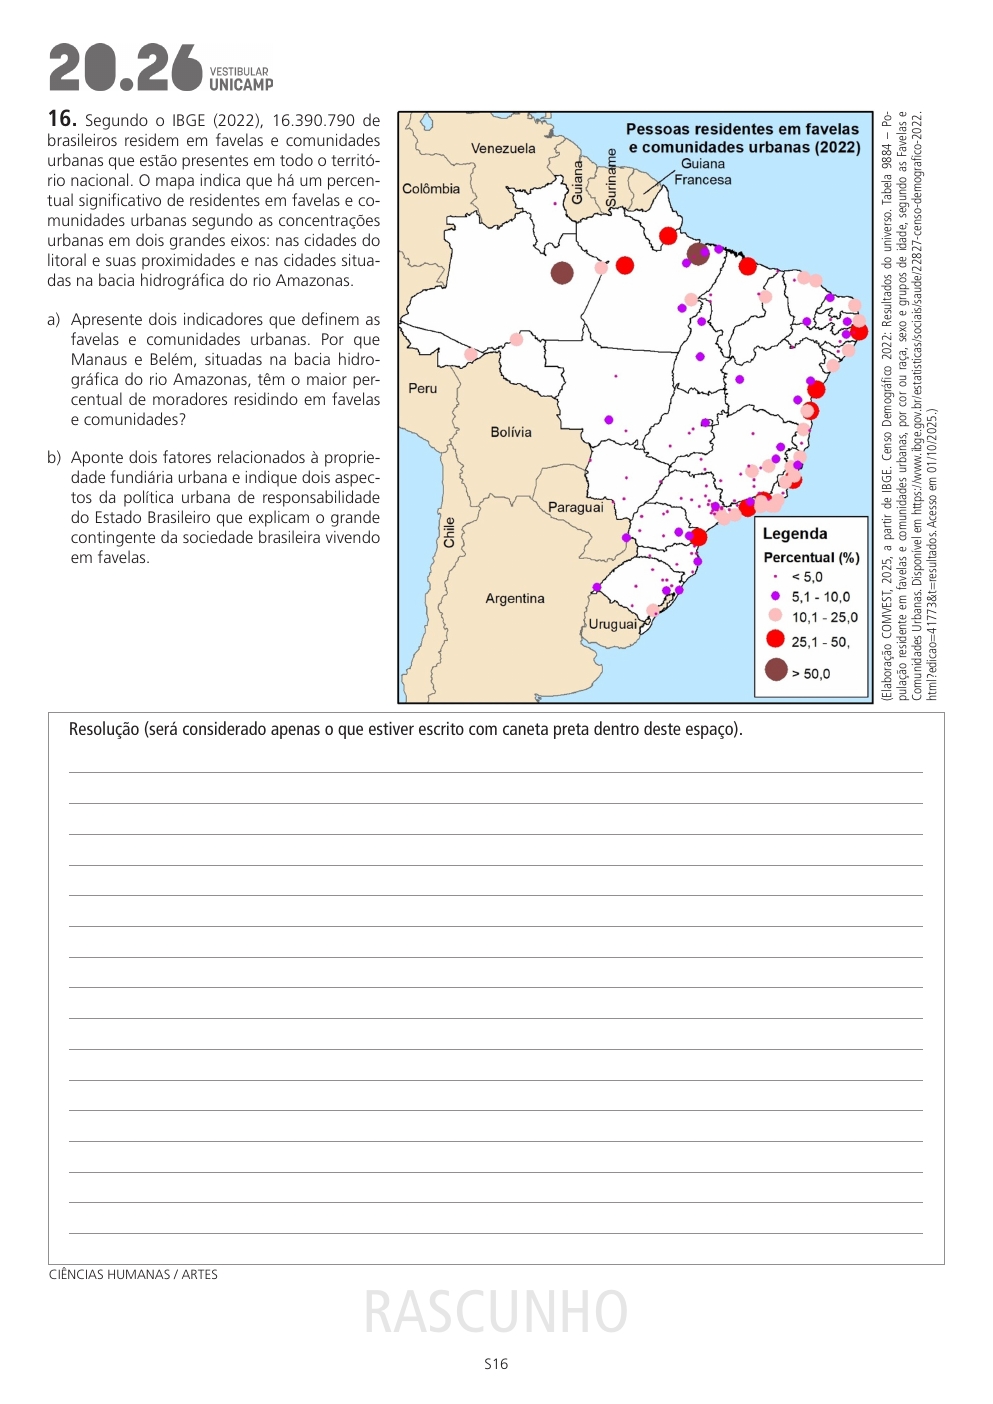 20.26
VESTIBULAR
UNICAMP
16. Segundo o IBGE (2022), 16.390.790 de
brasileiros residem em favelas e comunidades
urbanas que estão presentes em todo o territó-
rio nacional. O mapa indica que há um percen-
tual significativo de residentes em favelas e co-
munidades urbanas segundo as concentrações
urbanas em dois grandes eixos: nas cidades do
litoral e suas proximidades e nas cidades situa-
das na bacia hidrográfica do rio Amazonas.
a) Apresente dois indicadores que definem as
favelas e comunidades urbanas. Por que
Manaus e Belém, situadas na bacia hidro-
gráfica do rio Amazonas, têm o maior per-
centual de moradores residindo em favelas
e comunidades?
b) Aponte dois fatores relacionados à proprie-
dade fundiária urbana e indique dois aspec-
tos da política urbana de responsabilidade
do Estado Brasileiro que explicam o grande
contingente da sociedade brasileira vivendo
em favelas.
Pessoas residentes em favelas
e comunidades urbanas (2022)
Venezuela
Colômbia
Guiana
Suriname
Guiana
Francesa
Peru
Bolívia
Paraguai
Chile
Argentina
Uruguai
Legenda
Percentual (%)
< 5,0
5,1 - 10,0
10,1 - 25,0
25,1 - 50,
> 50,0
(Elaboração COMVEST, 2025, a partir de IBGE. Censo Demográfico 2022: Resultados do universo. Tabela 9884 – Po-
pulação residente em favelas e comunidades urbanas, por cor ou raça, sexo e grupos de idade, segundo as Favelas e
Comunidades Urbanas. Disponível em https://www.ibge.gov.br/estatisticas/sociais/saude/22827-censo-demografico-2022.
html?edicao=41773&t=resultados. Acesso em 01/10/2025.)
Resolução (será considerado apenas o que estiver escrito com caneta preta dentro deste espaço).
CIÊNCIAS HUMANAS / ARTES
RASCUNHO
S16